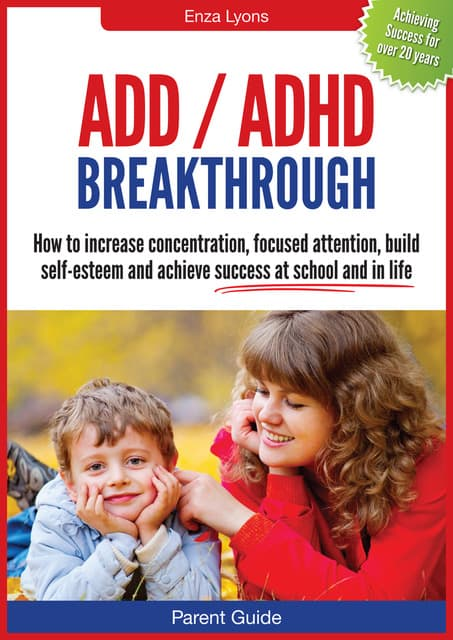 Enza Lyons
Achieving
Success for
over 20 years
ADD / ADHD
BREAKTHROUGH
How to increase concentration, focused attention, build
self-esteem and achieve success at school and in life
Parent Guide